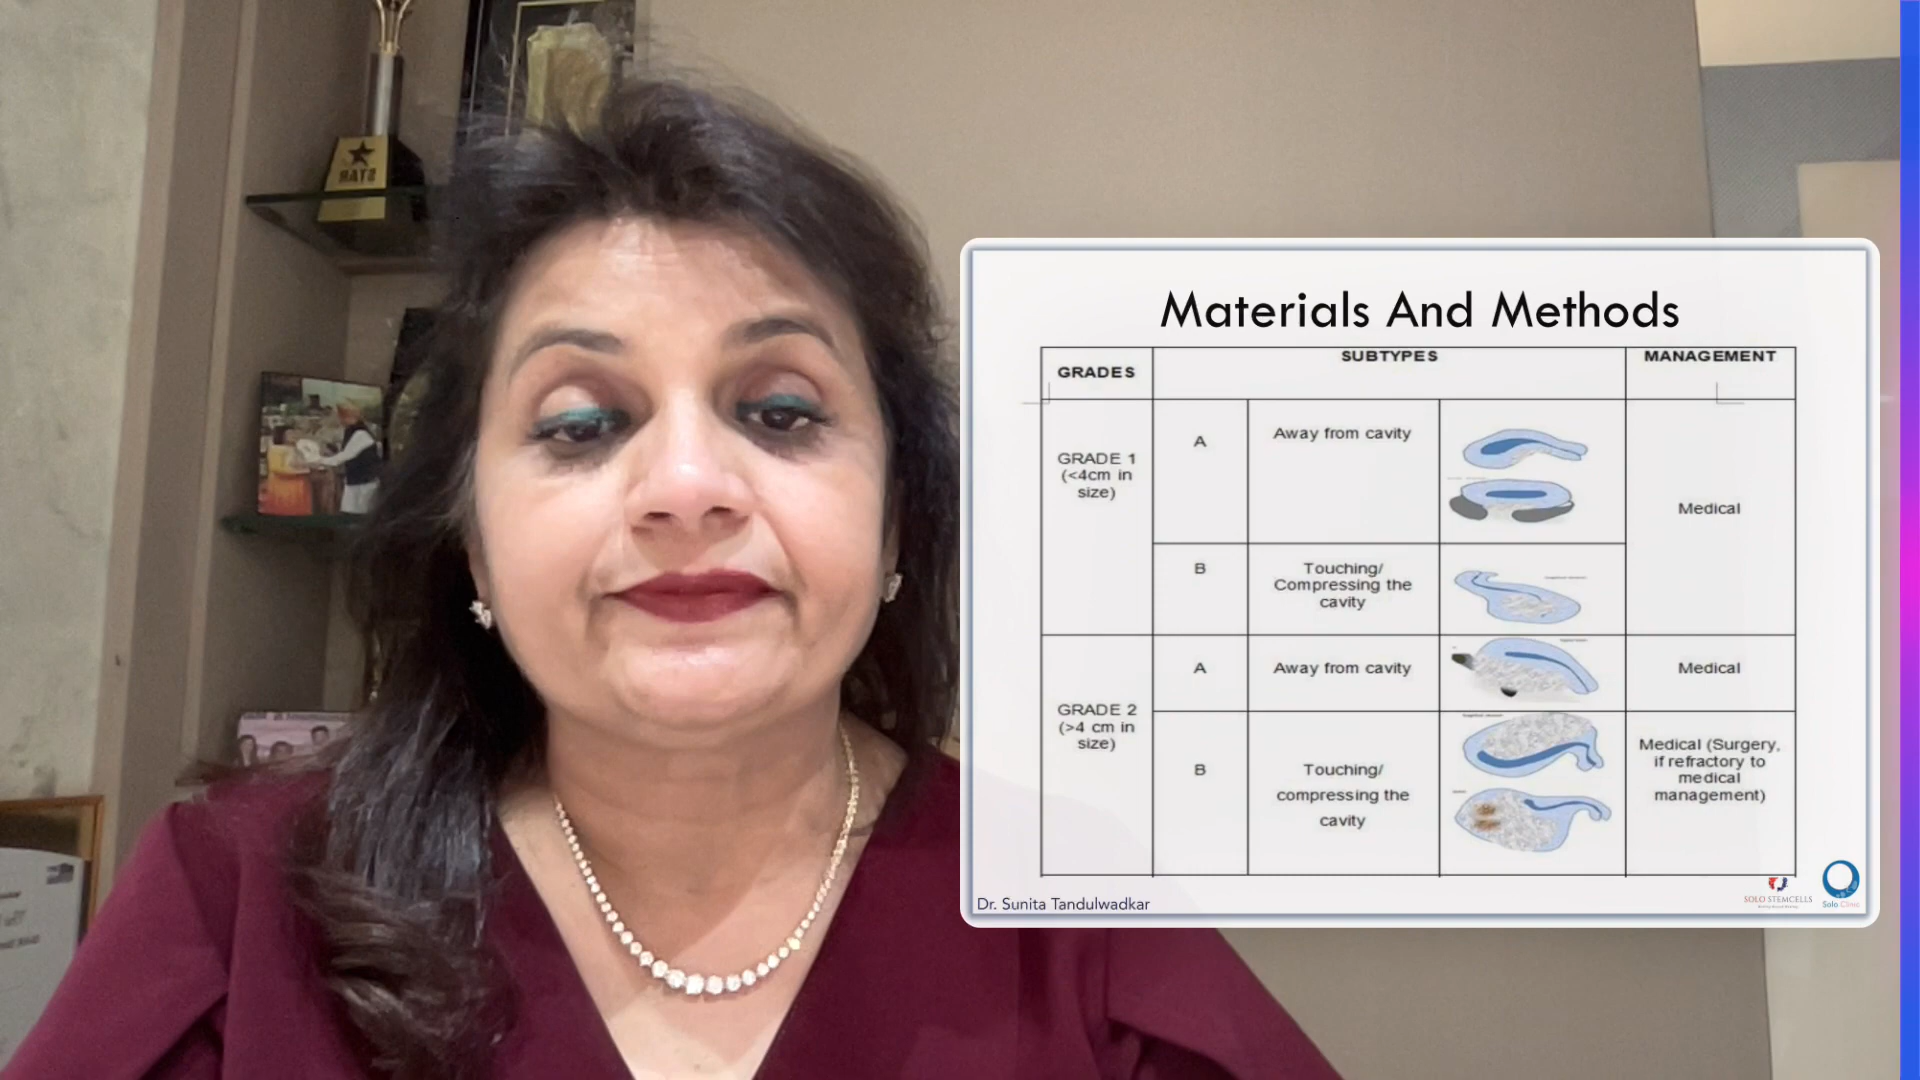 STAR
Materials And Methods
GRADES
SUBTYPES
MANAGEMENT
GRADE 1
(<4cm in
size)
A
Away from cavity
Medical
B
Touching/
Compressing the
cavity
GRADE 2
(>4 cm in
size)
A
Away from cavity
Medical
B
Touching/
compressing the
cavity
Medical (Surgery,
if refractory to
medical
management)
Dr. Sunita Tandulwadkar
SOLO STEMCELLS
Solo Clinic